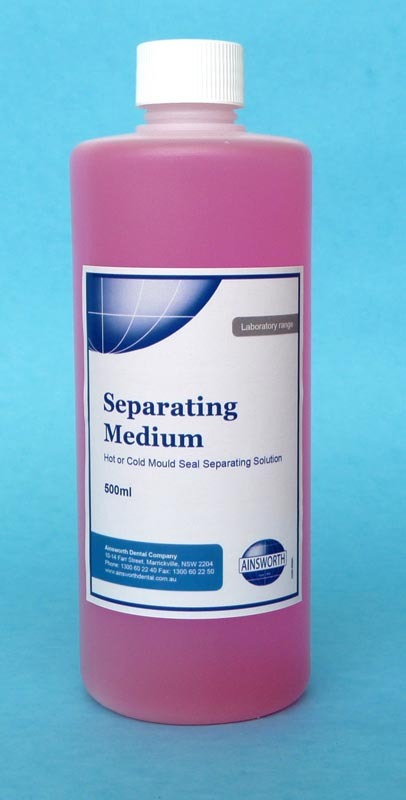 Laboratory range
Separating
Medium
Hot or Cold Mould Seal Separating Solution
500ml
Ainsworth Dental Company
10-14 Farr Street, Marrickville, NSW 2204
Phone: 1300 60 22 40 Fax: 1300 60 22 50
www.ainsworthdental.com.au
AINSWORTH